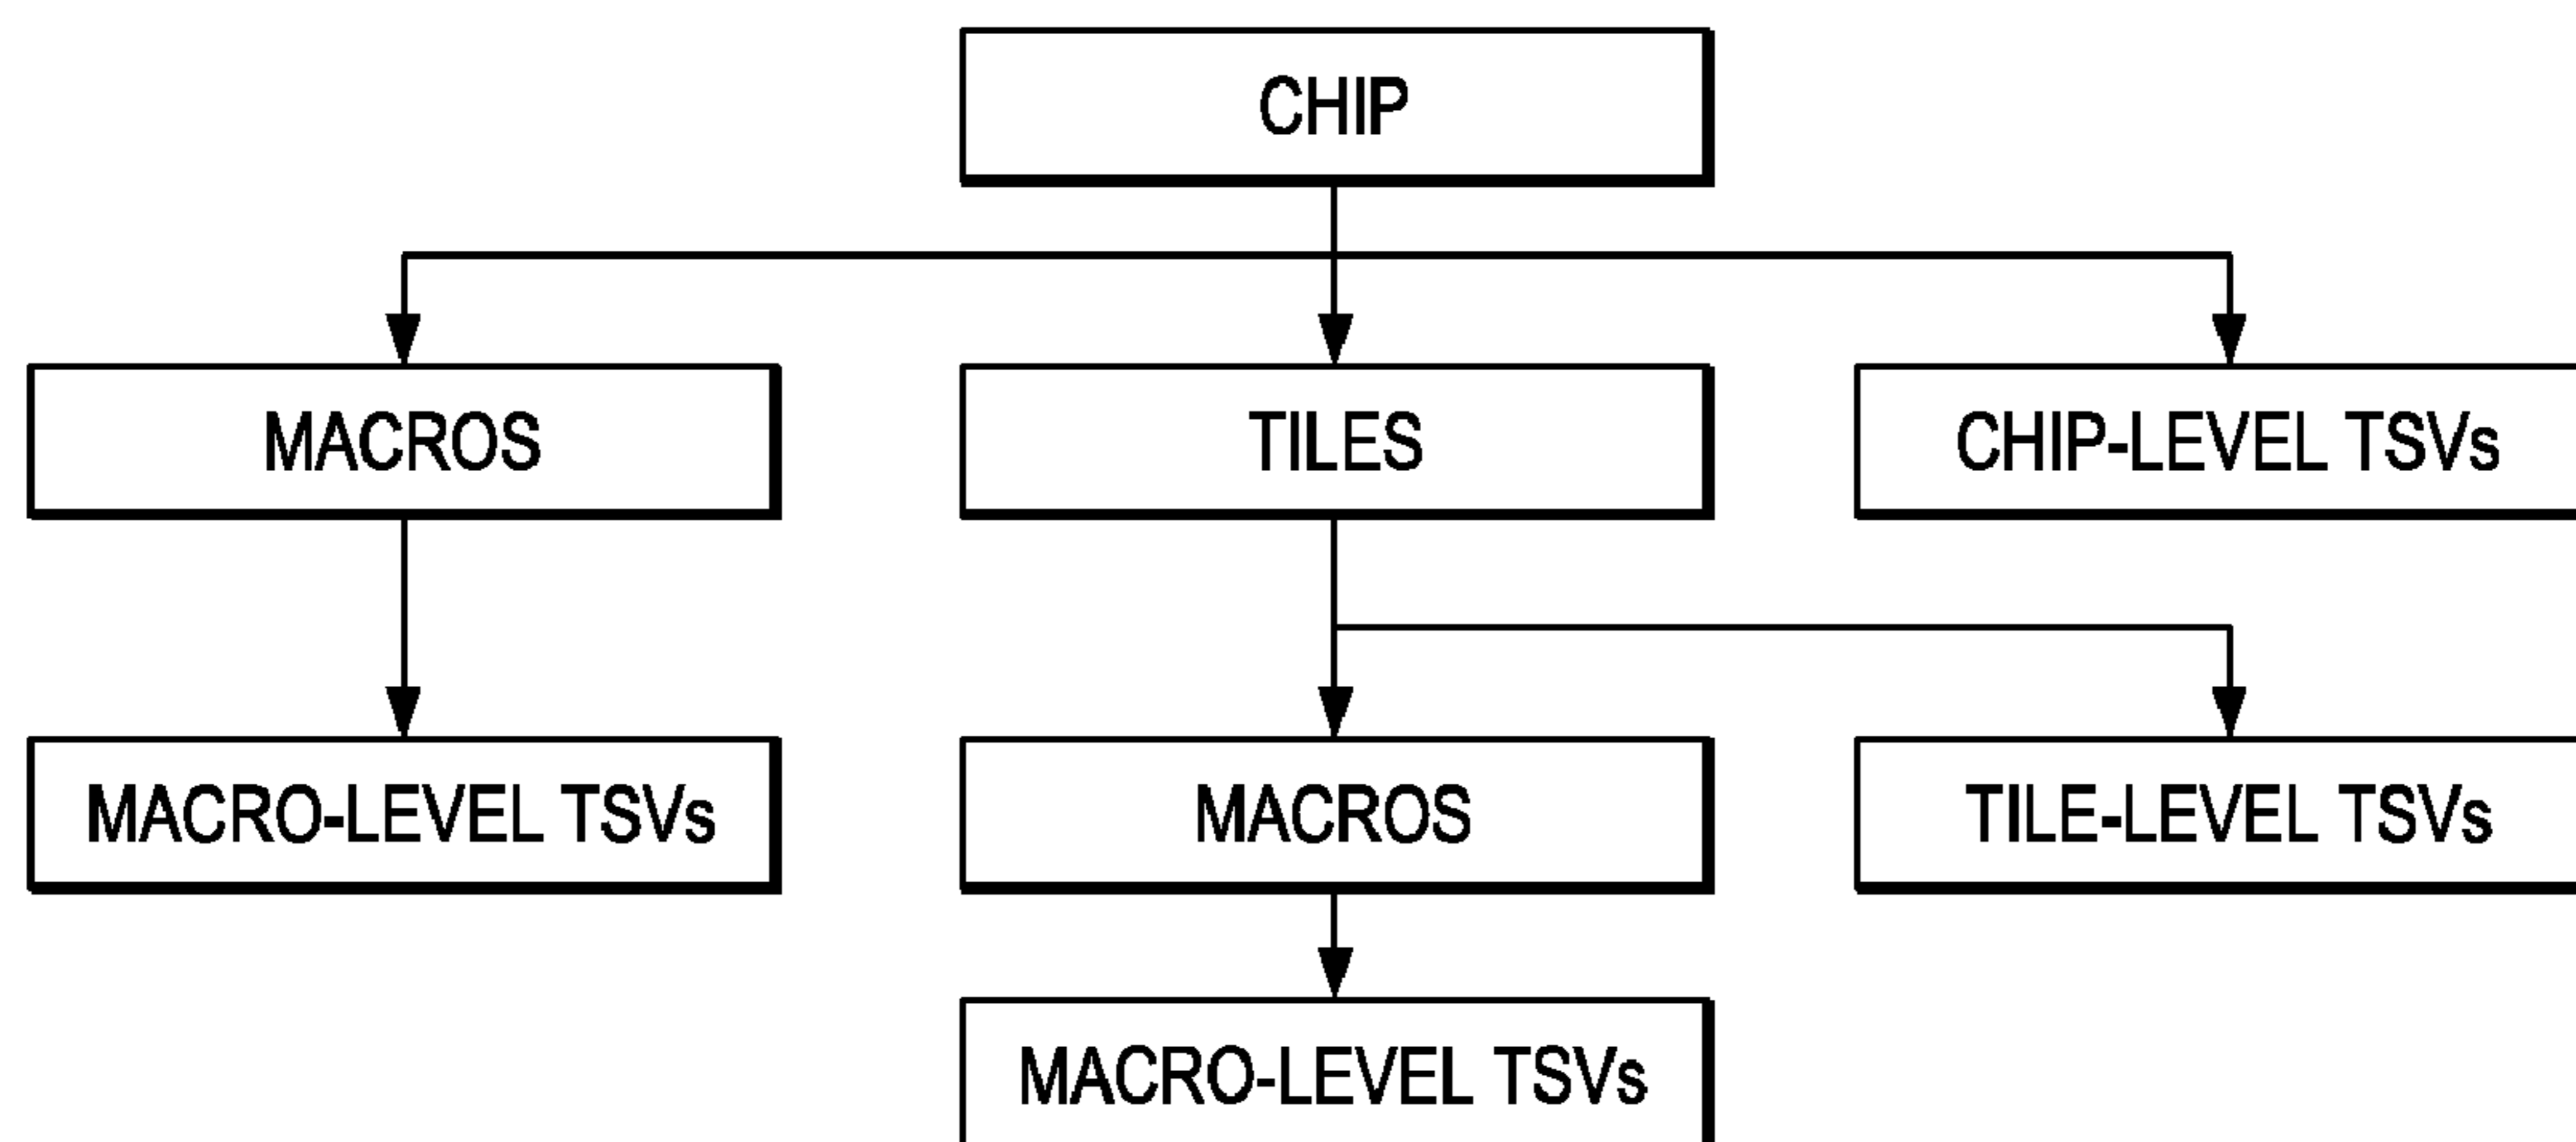 CHIP
MACROS
TILES
CHIP-LEVEL TSVs
MACRO-LEVEL TSVs
MACROS
TILE-LEVEL TSVs
MACRO-LEVEL TSVs